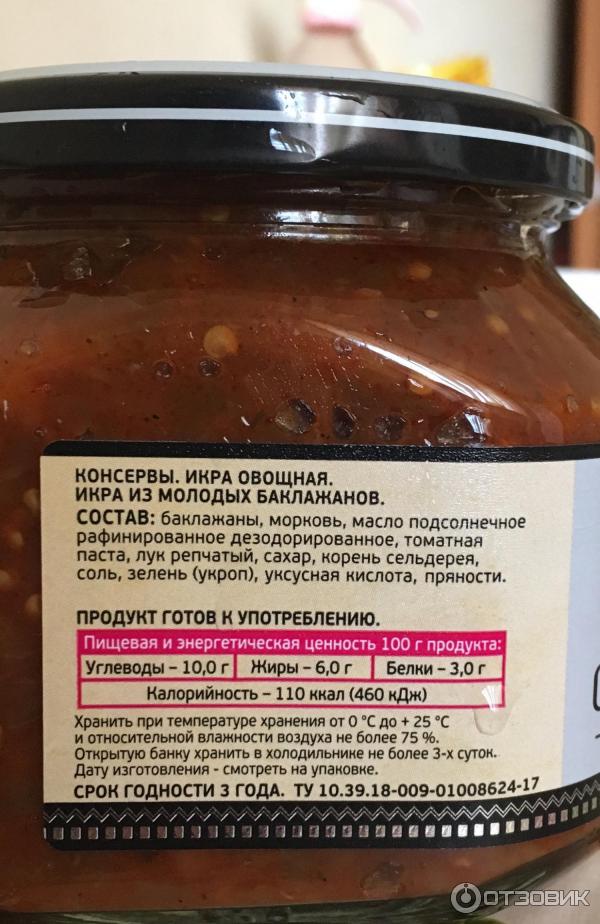 КОНСЕРВЫ. ИКРА ОВОЩНАЯ.
ИКРА ИЗ МОЛОДЫХ БАКЛАЖАНОВ.
СОСТАВ: баклажаны, морковь, масло подсолнечное
рафинированное дезодорированное, томатная
паста, лук репчатый, сахар, корень сельдерея,
соль, зелень (укроп), уксусная кислота, пряности.
ПРОДУКТ ГОТОВ К УПОТРЕБЛЕНИЮ.
Пищевая и энергетическая ценность 100 г продукта:
Углеводы – 10,0 г Жиры – 6,0 г Белки – 3,0 г
Калорийность – 110 ккал (460 кДж)
Хранить при температуре хранения от 0 °C до + 25 °C
и относительной влажности воздуха не более 75 %.
Открытую банку хранить в холодильнике не более 3-х суток.
Дату изготовления - смотреть на упаковке.
СРОК ГОДНОСТИ 3 ГОДА. ТУ 10.39.18-009-01008624-17
ОТЗОВИК